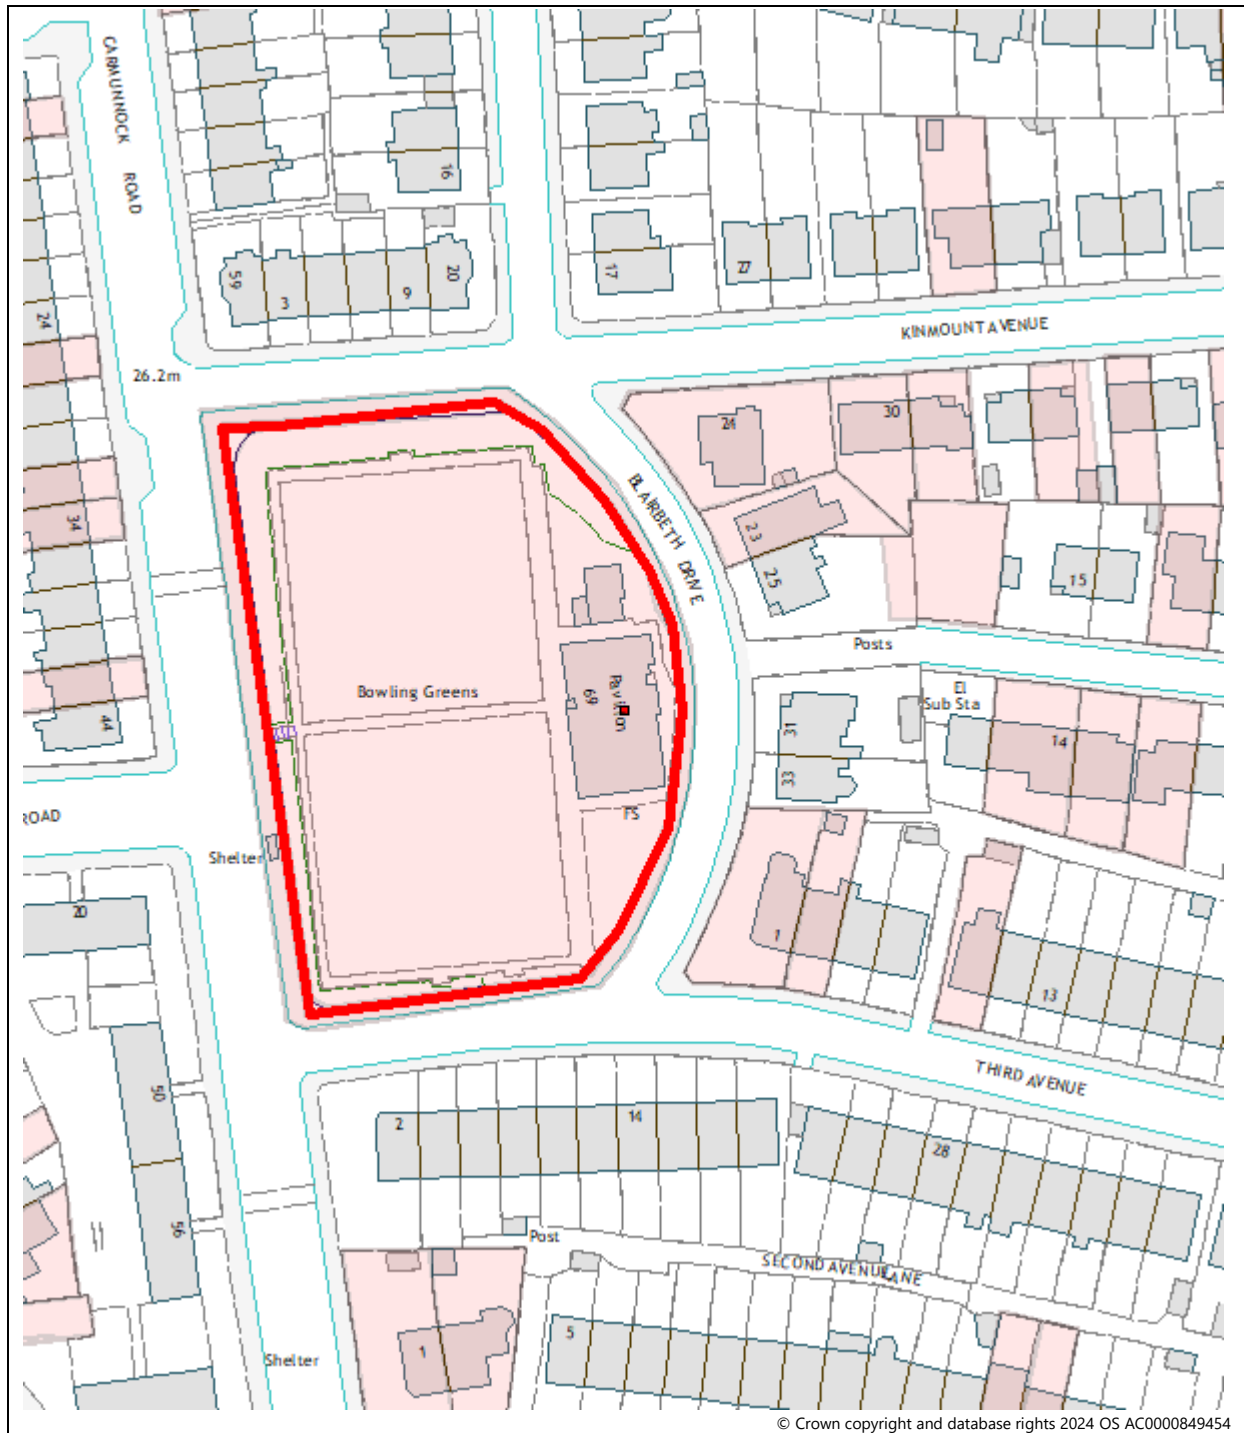 CARMUNNOCK
ROAD
16
59
3
9
20
17
27
KINMOUNT AVENUE
24
26.2m
24
30
BLAIRBETH DRIVE
34
23
25
15
Posts
Bowling Greens
69
Pavilion
El
Sub Sta
31
14
44
33
ROAD
FS
Shelter
20
1
13
THIRD AVENUE
50
2
14
28
56
Post
SECOND AVENUE LANE
5
1
Shelter
© Crown copyright and database rights 2024 OS AC0000849454